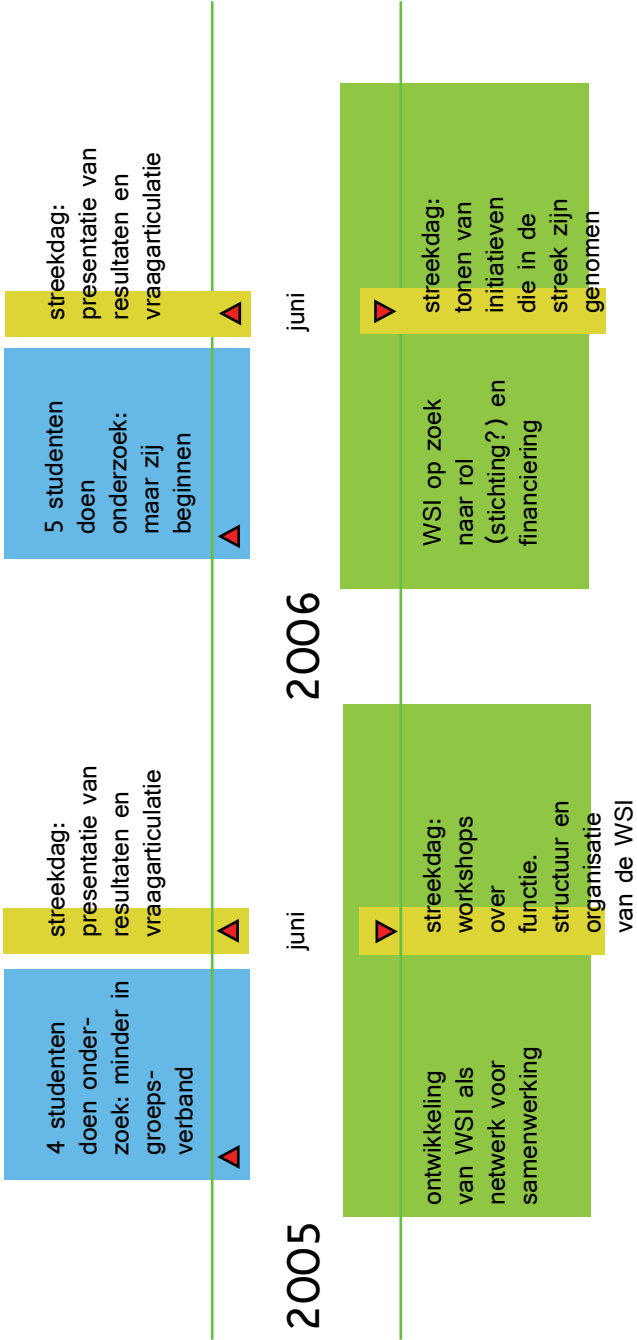 4 studenten
doen onder-
zoek: minder in
groeps-
verband
streekdag:
presentatie van
resultaten en
vraagarticulatie
5 studenten
doen
onderzoek:
maar zij
beginnen
streekdag:
presentatie van
resultaten en
vraagarticulatie
2005
juni
2006
juni
ontwikkeling
van WSI als
netwerk voor
samenwerking
streekdag:
workshops
over
functie.
structuur en
organisatie
van de WSI
WSI op zoek
naar rol
(stichting?) en
financiering
streekdag:
tonen van
initiatieven
die in de
streek zijn
genomen